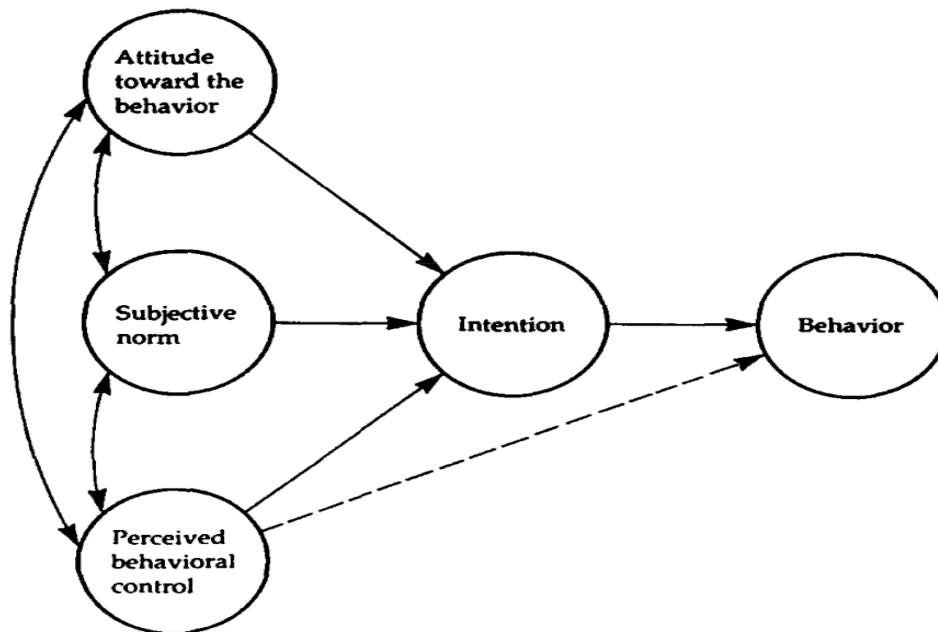 Attitude
toward the
behavior
Subjective
norm
Intention
Behavior
Perceived
behavioral
control